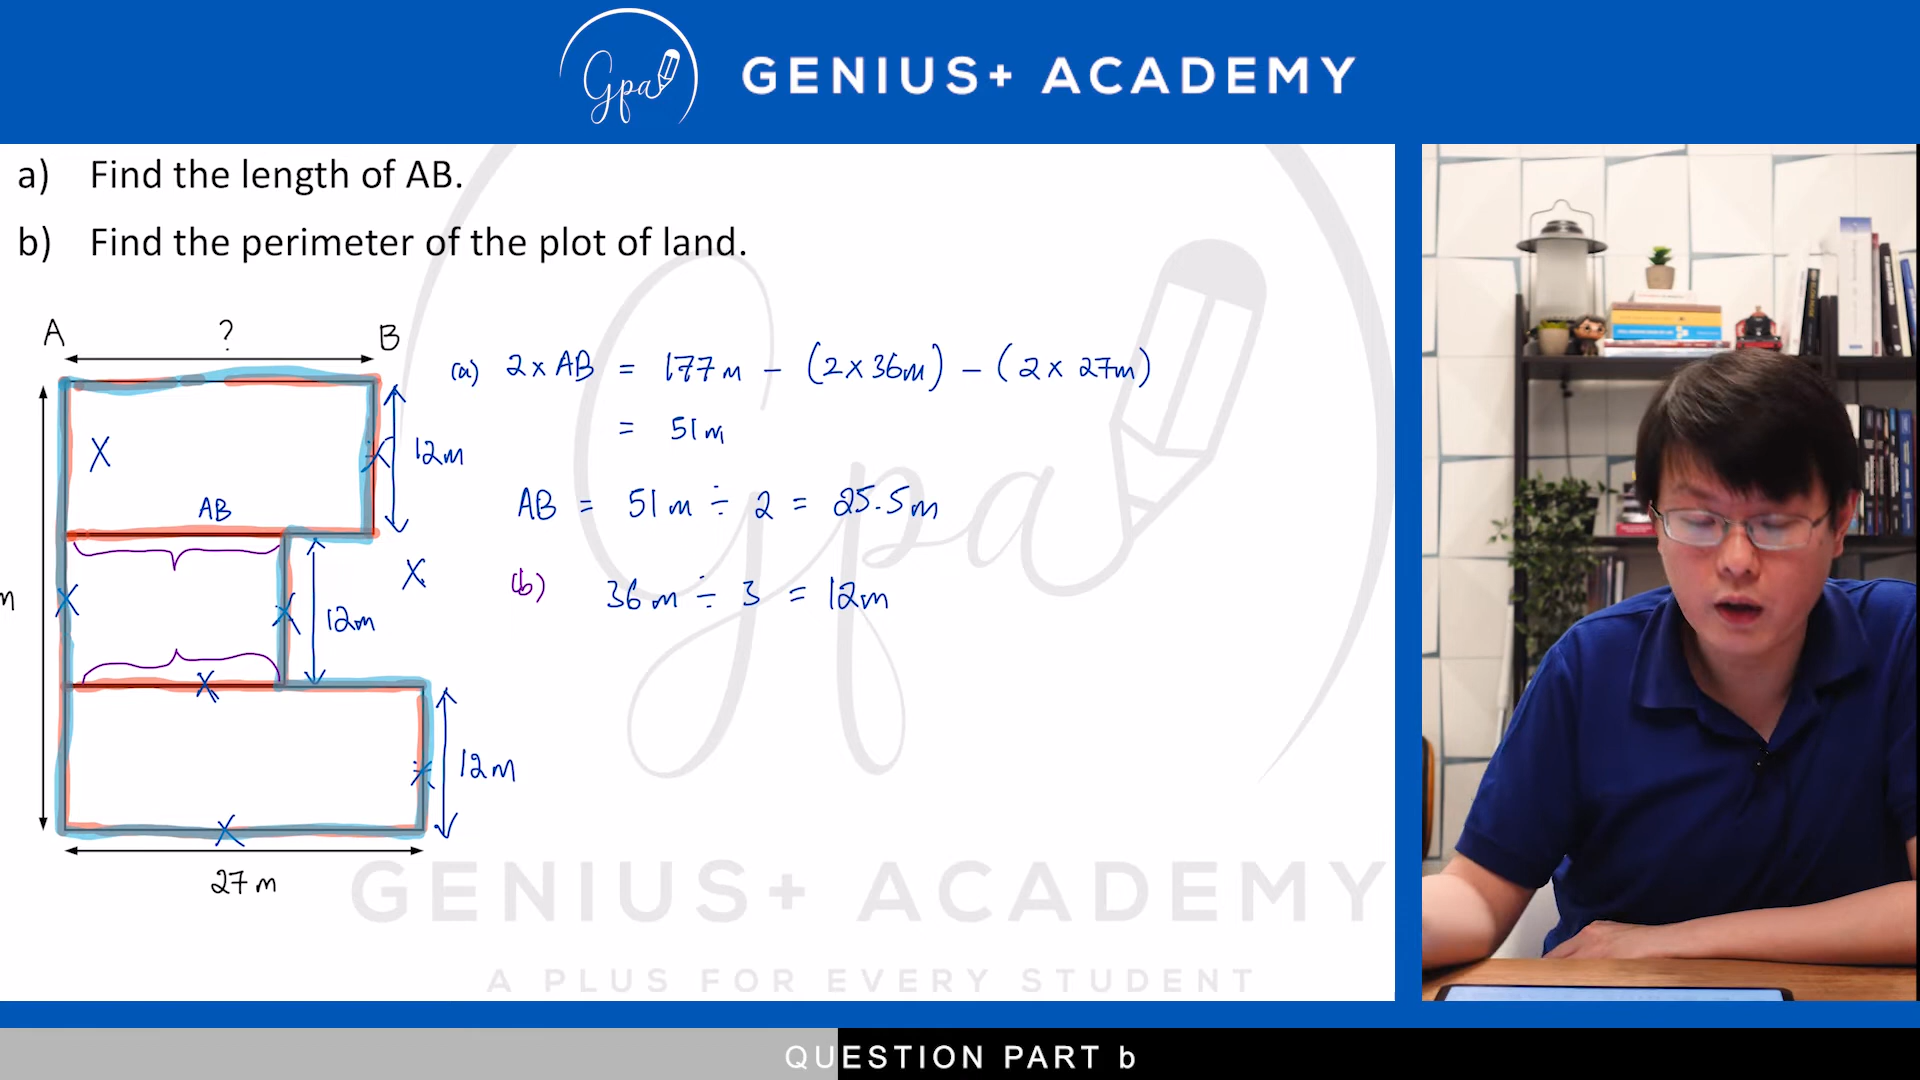 Gpa
GENIUS+ ACADEMY
a) Find the length of AB.
b) Find the perimeter of the plot of land.
A ? B
(a) 2 x AB = 177 m - (2 x 36m) - (2 x 27m)
= 51 m
X
X 12m
AB
AB = 51 m ÷ 2 = 25.5 m
X
(b) 36 m ÷ 3 = 12m
m X X 12m
X
X 12m
X
27 m
Gpa
GENIUS+ ACADEMY
A PLUS FOR EVERY STUDENT
QUESTION PART b